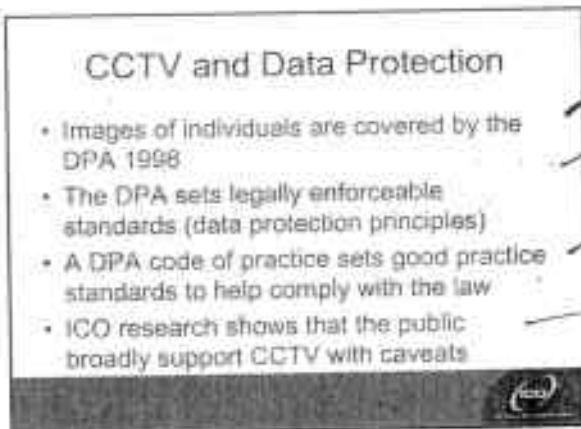 CCTV and Data Protection
• Images of individuals are covered by the
DPA 1998
• The DPA sets legally enforceable
standards (data protection principles)
• A DPA code of practice sets good practice
standards to help comply with the law
• ICO research shows that the public
broadly support CCTV with caveats